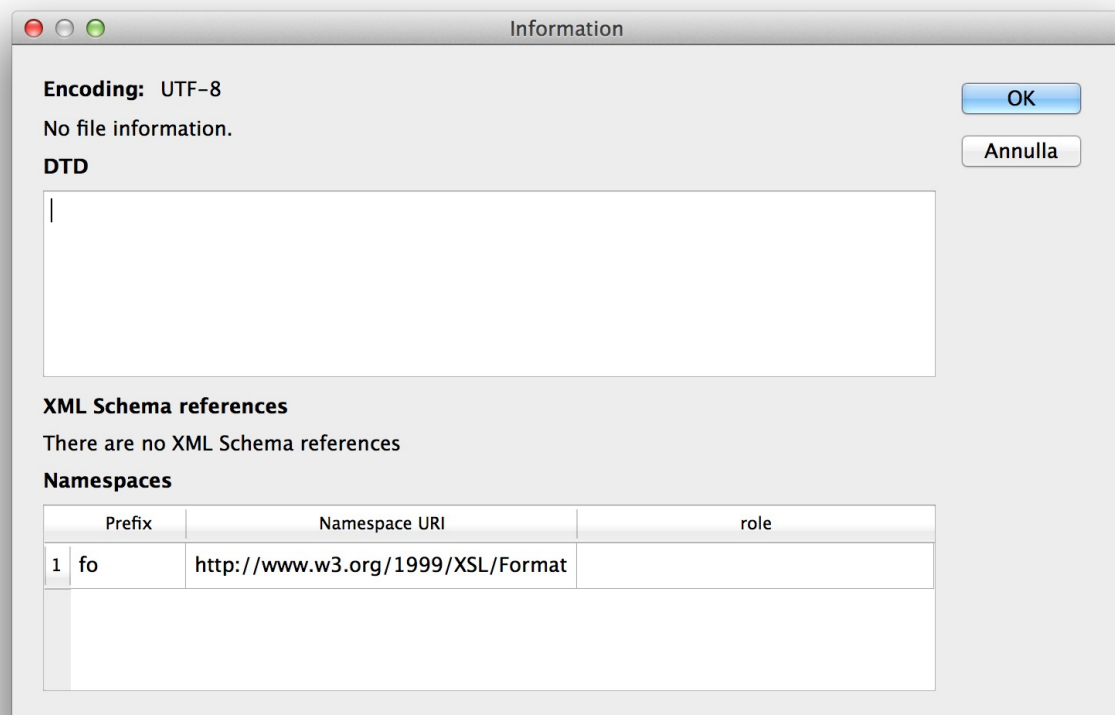 Information
Encoding: UTF-8
OK
No file information.
Annulla
DTD
XML Schema references
There are no XML Schema references
Namespaces
Prefix Namespace URI role
1 fo http://www.w3.org/1999/XSL/Format